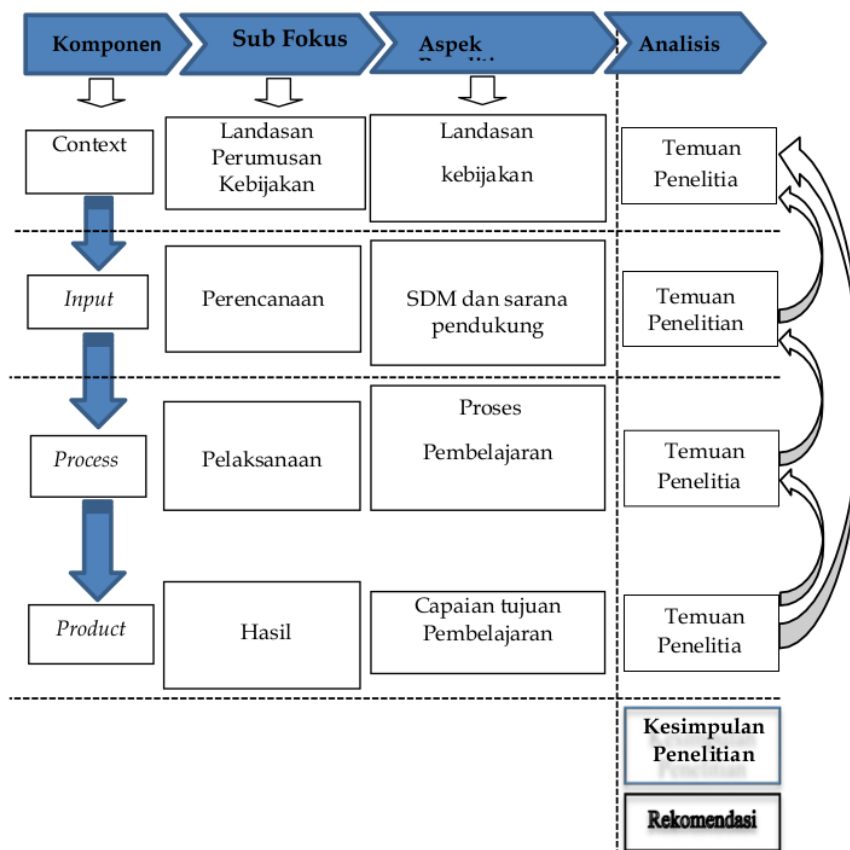 Komponen
Sub Fokus
Aspek
Analisis
Context
Landasan
Perumusan
Kebijakan
Landasan
kebijakan
Temuan
Penelitia
Input
Perencanaan
SDM dan sarana
pendukung
Temuan
Penelitian
Process
Pelaksanaan
Proses
Pembelajaran
Temuan
Penelitia
Product
Hasil
Capaian tujuan
Pembelajaran
Temuan
Penelitia
Kesimpulan
Penelitian
Rekomendasi